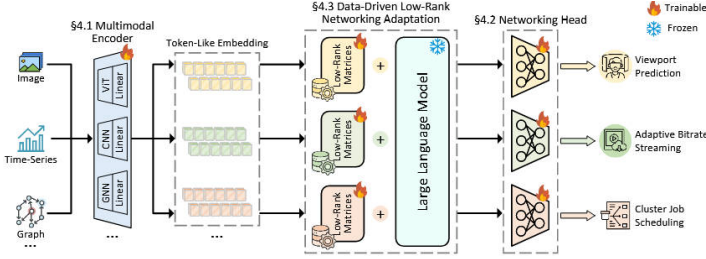 §4.1 Multimodal
Encoder
§4.3 Data-Driven Low-Rank
Networking Adaptation
§4.2 Networking Head
Trainable
Frozen
Token-Like Embedding
Image
Time-Series
Graph
...
ViT
Linear
CNN
Linear
GNN
Linear
...
...
Low-Rank
Matrices
+
Low-Rank
Matrices
+
Low-Rank
Matrices
+
Large Language Model
...
Viewport
Prediction
Adaptive Bitrate
Streaming
Cluster Job
Scheduling